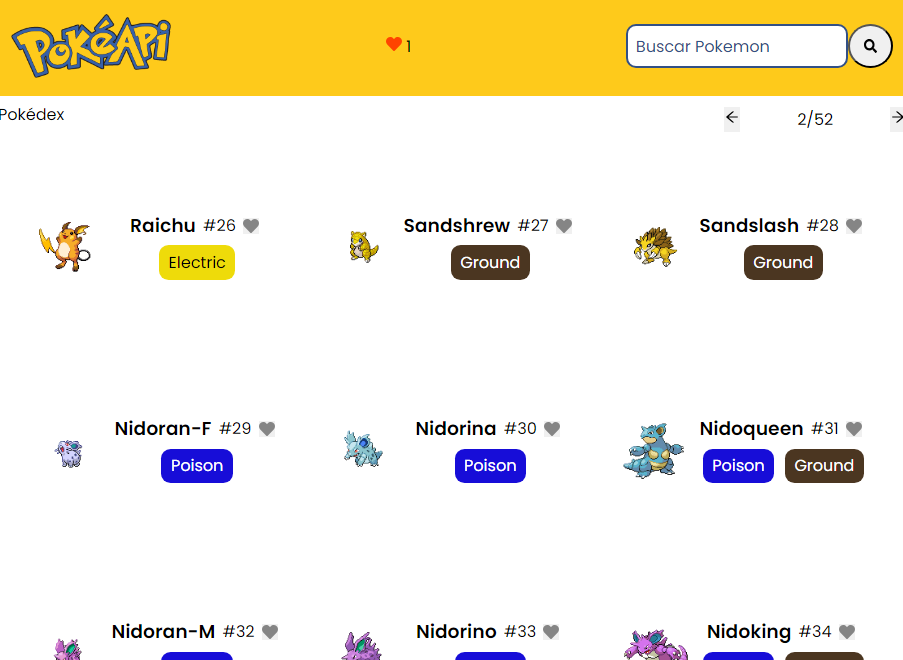 PokéAPi
1
Buscar Pokemon
Pokédex
2/52
Raichu #26
Electric
Sandshrew #27
Ground
Sandslash #28
Ground
Nidoran-F #29
Poison
Nidorina #30
Poison
Nidoqueen #31
Poison Ground
Nidoran-M #32
Nidorino #33
Nidoking #34